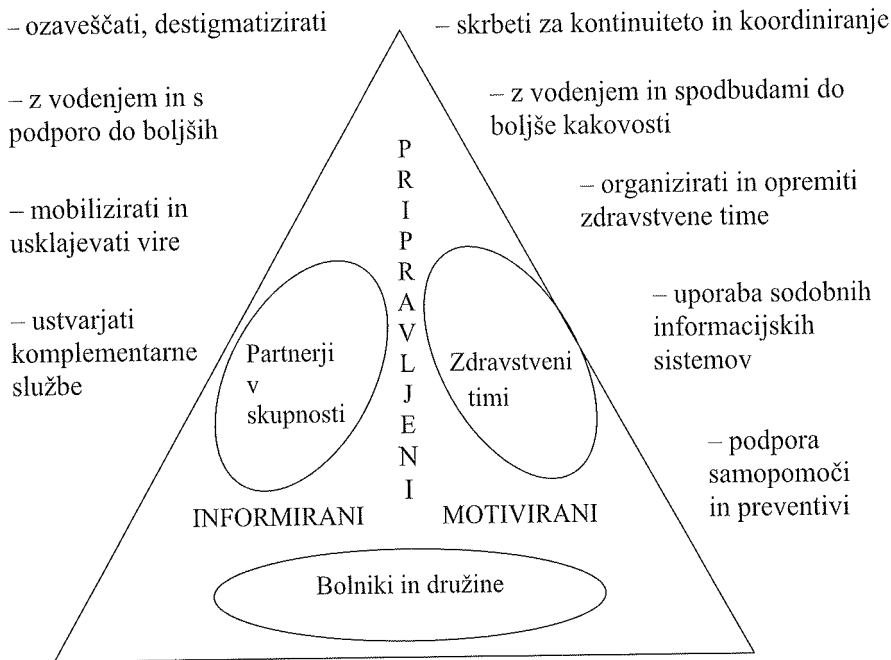 – ozaveščati, destigmatizirati
– z vodenjem in s
podporo do boljših
– mobilizirati in
usklajevati vire
– ustvarjati
komplementarne
službe
– skrbeti za kontinuiteto in koordiniranje
– z vodenjem in spodbudami do
boljše kakovosti
– organizirati in opremiti
zdravstvene time
– uporaba sodobnih
informacijskih
sistemov
– podpora
samopomoči
in preventivi
PRIPRAVLJENI
Partnerji
v
skupnosti
Zdravstveni
timi
INFORMIRANI
MOTIVIRANI
Bolniki in družine